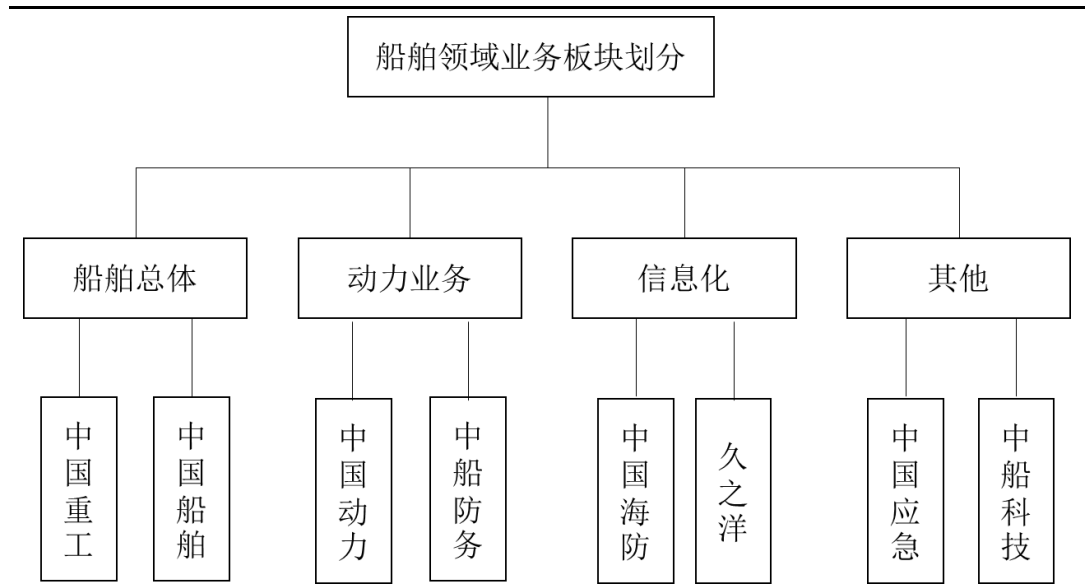 船舶领域业务板块划分
船舶总体
动力业务
信息化
其他
中国重工
中国船舶
中国动力
中船防务
中国海防
久之洋
中国应急
中船科技